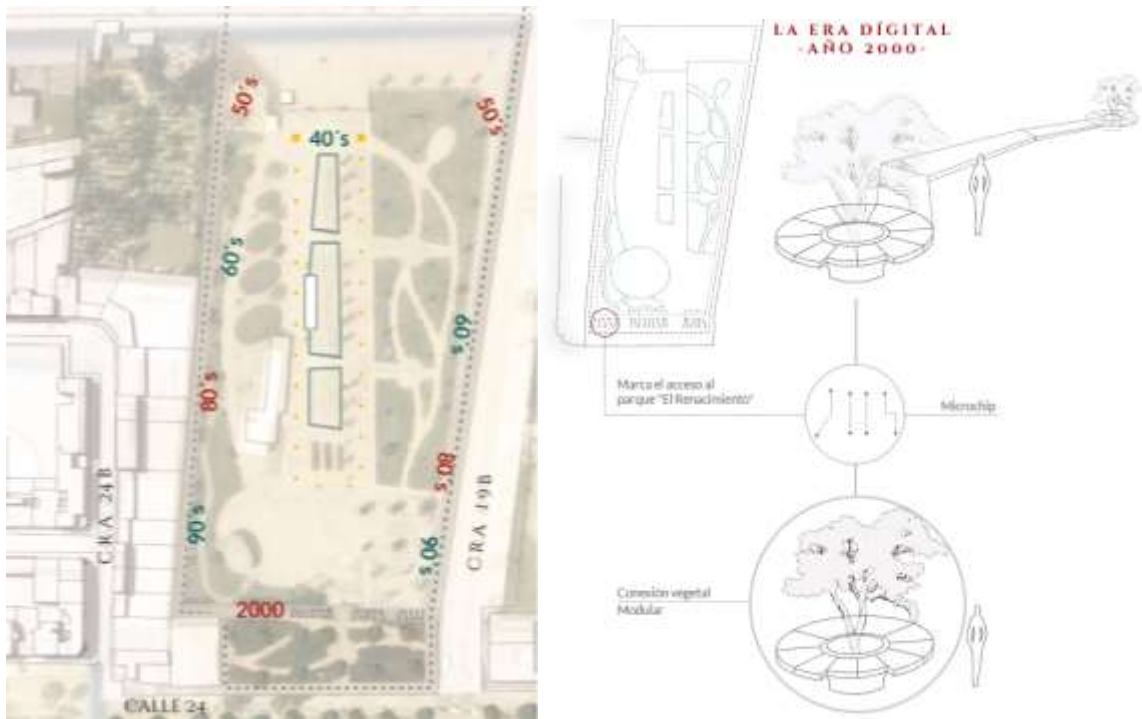 50´s
50´s
40´s
60´s
60´s
80´s
80´s
90´s
90´s
2000
CRA 24B
CRA 19B
CALLE 24
LA ERA DÍGITAL
-AÑO 2000-
Marca el acceso al
parque "El Renacimiento"
Microchip
Conexión vegetal
Modular